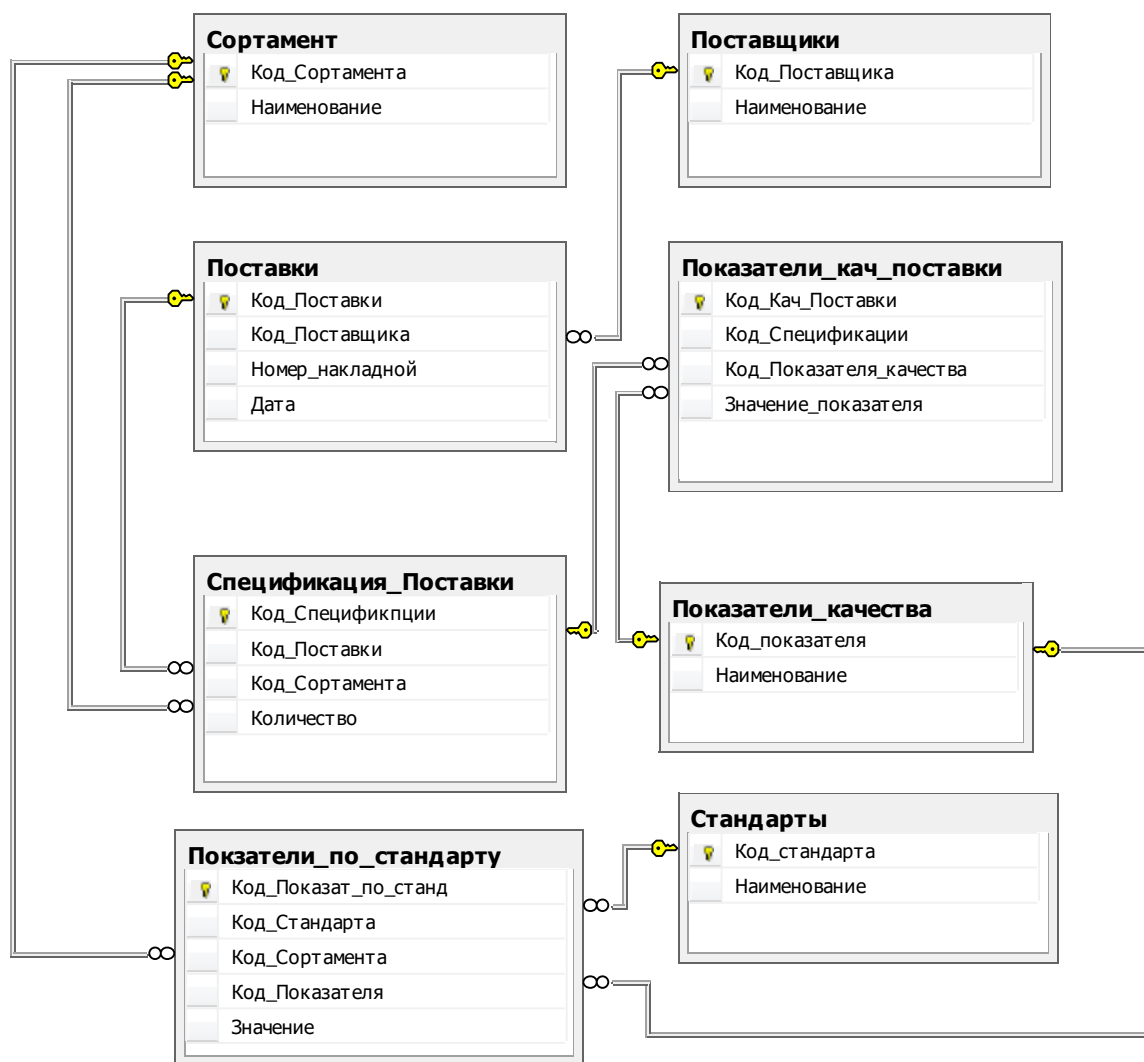 Сортамент
Код_Сортамента
Наименование
Поставщики
Код_Поставщика
Наименование
Поставки
Код_Поставки
Код_Поставщика
Номер_накладной
Дата
Показатели_кач_поставки
Код_Кач_Поставки
Код_Спецификации
Код_Показателя_качества
Значение_показателя
Спецификация_Поставки
Код_Спецификпции
Код_Поставки
Код_Сортамента
Количество
Показатели_качества
Код_показателя
Наименование
Стандарты
Код_стандарта
Наименование
Покзатели_по_стандарту
Код_Показат_по_станд
Код_Стандарта
Код_Сортамента
Код_Показателя
Значение